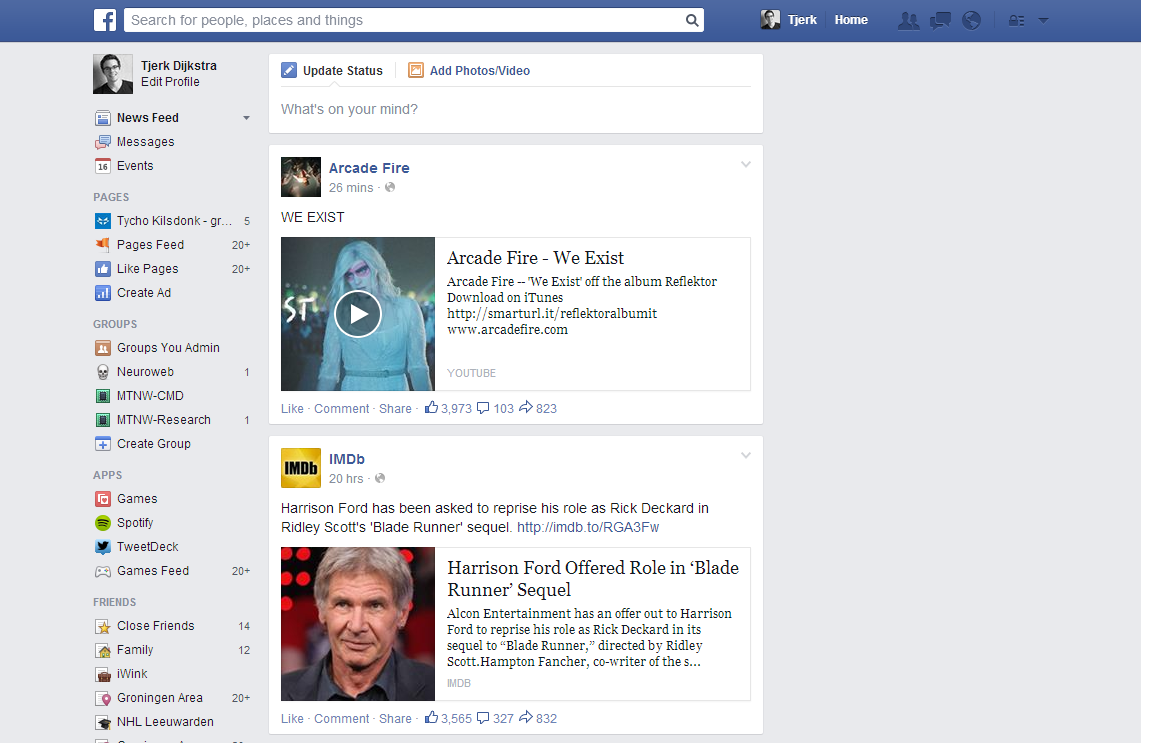 Search for people, places and things
Tjerk
Home
Tjerk Dijkstra
Edit Profile
News Feed
Messages
16 Events
PAGES
Tycho Kilsdonk - gr... 5
Pages Feed 20+
Like Pages 20+
Create Ad
GROUPS
Groups You Admin
Neuroweb 1
MTNW-CMD
MTNW-Research 1
Create Group
APPS
Games
Spotify
TweetDeck
Games Feed 20+
FRIENDS
Close Friends 14
Family 12
iWink
Groningen Area 20+
NHL Leeuwarden
Update Status
Add Photos/Video
What's on your mind?
Arcade Fire
26 mins ·
WE EXIST
ST
Arcade Fire - We Exist
Arcade Fire -- 'We Exist' off the album Reflektor
Download on iTunes
http://smarturl.it/reflektoralbumit
www.arcadefire.com
YOUTUBE
Like · Comment · Share · 3,973 103 823
IMDb
IMDb
20 hrs ·
Harrison Ford has been asked to reprise his role as Rick Deckard in
Ridley Scott's 'Blade Runner' sequel. http://imdb.to/RGA3Fw
Harrison Ford Offered Role in ‘Blade
Runner’ Sequel
Alcon Entertainment has an offer out to Harrison
Ford to reprise his role as Rick Deckard in its
sequel to “Blade Runner,” directed by Ridley
Scott.Hampton Fancher, co-writer of the s...
IMDB
Like · Comment · Share · 3,565 327 832